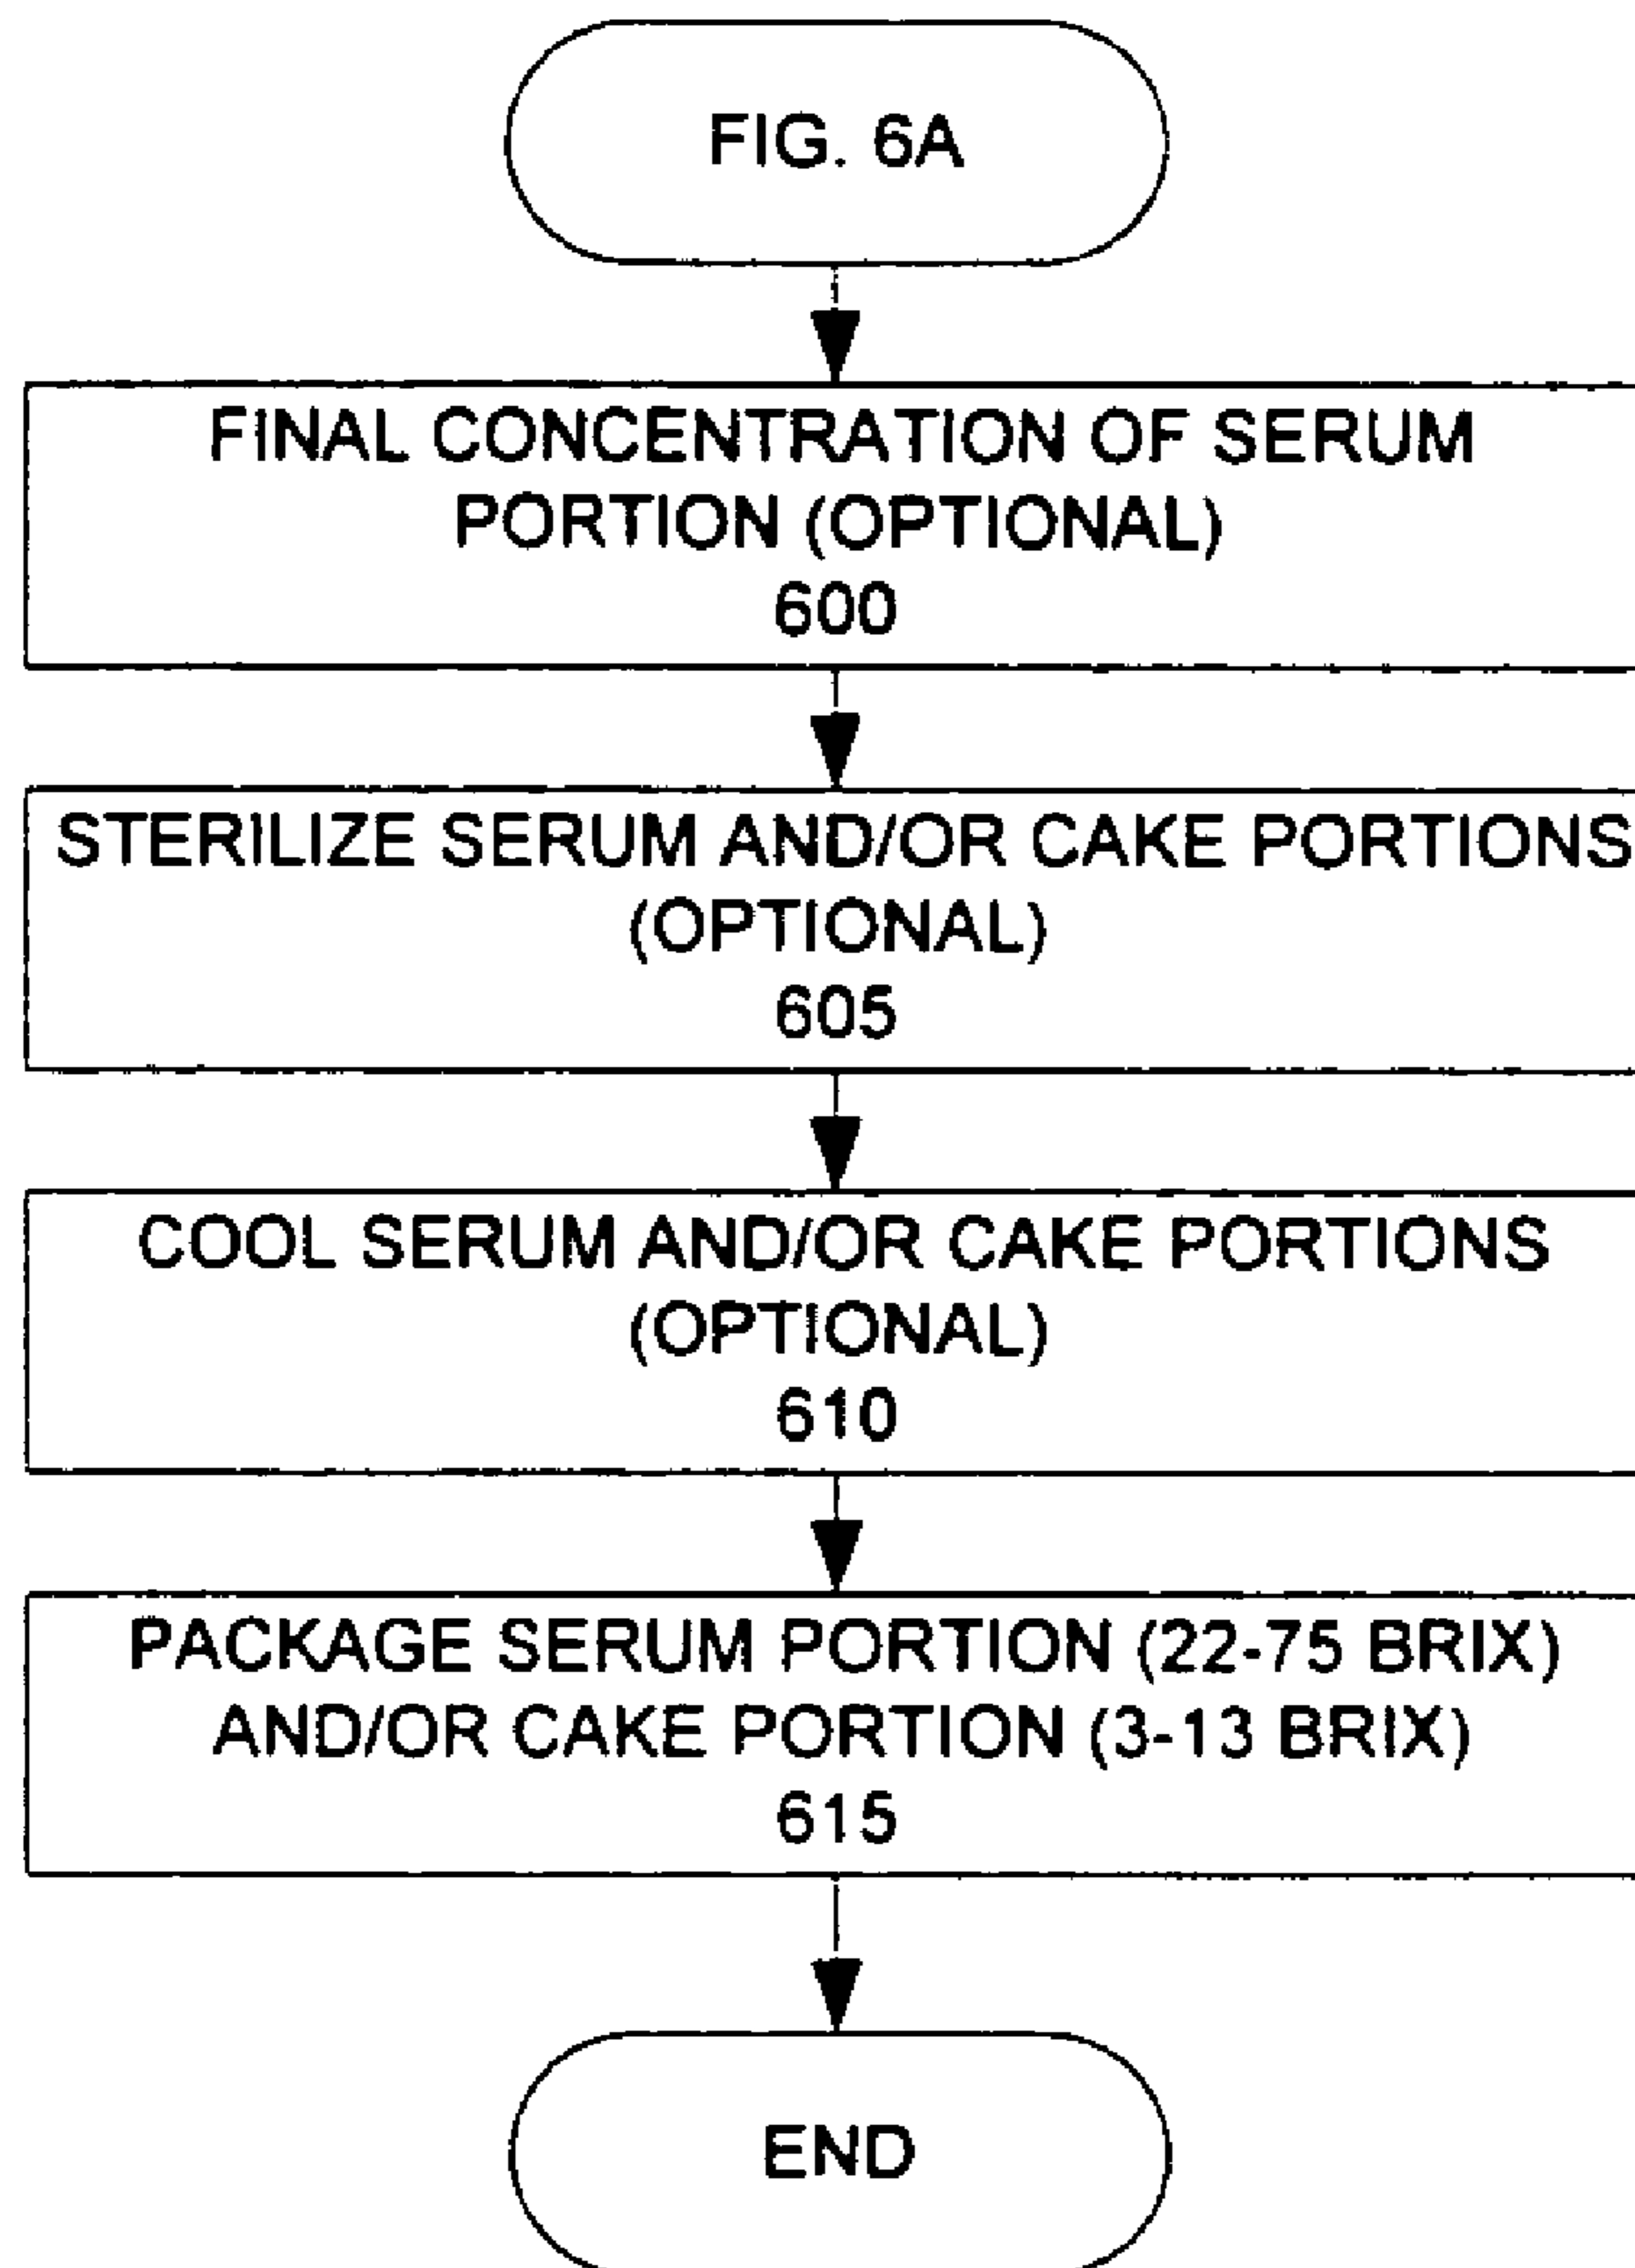 FIG. 6A
FINAL CONCENTRATION OF SERUM
PORTION (OPTIONAL)
600
STERILIZE SERUM AND/OR CAKE PORTIONS
(OPTIONAL)
605
COOL SERUM AND/OR CAKE PORTIONS
(OPTIONAL)
610
PACKAGE SERUM PORTION (22-75 BRIX)
AND/OR CAKE PORTION (3-13 BRIX)
615
END